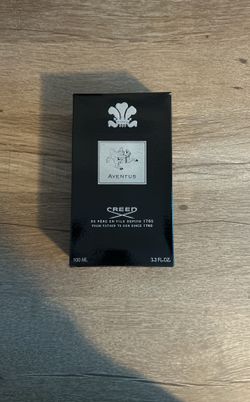 AVENTUS
CREED
DE PÈRE EN FILS DEPUIS 1760
FROM FATHER TO SON SINCE 1760
100 ML 3.3 FL.OZ.